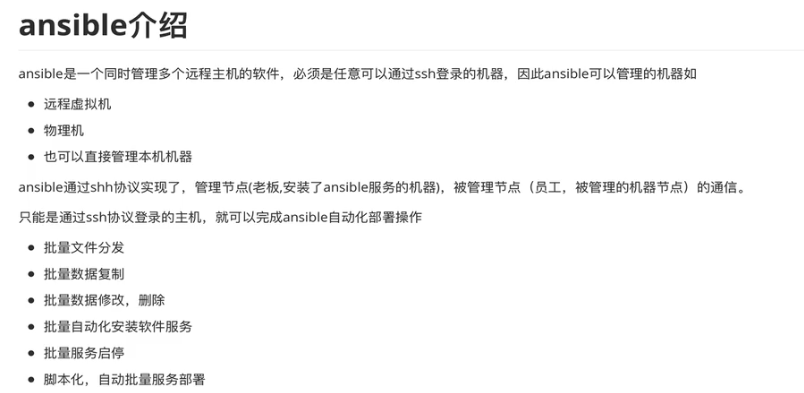 ansible介绍
ansible是一个同时管理多个远程主机的软件，必须是任意可以通过ssh登录的机器，因此ansible可以管理的机器如
远程虚拟机
物理机
也可以直接管理本机机器
ansible通过shh协议实现了，管理节点(老板,安装了ansible服务的机器)，被管理节点（员工，被管理的机器节点）的通信。
只能是通过ssh协议登录的主机，就可以完成ansible自动化部署操作
批量文件分发
批量数据复制
批量数据修改，删除
批量自动化安装软件服务
批量服务启停
脚本化，自动批量服务部署